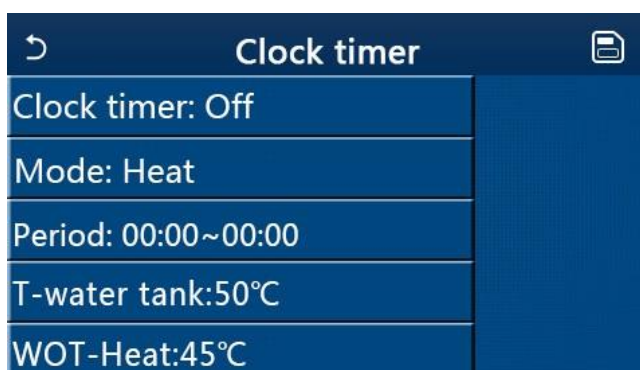 Clock timer
Clock timer: Off
Mode: Heat
Period: 00:00~00:00
T-water tank:50℃
WOT-Heat:45℃